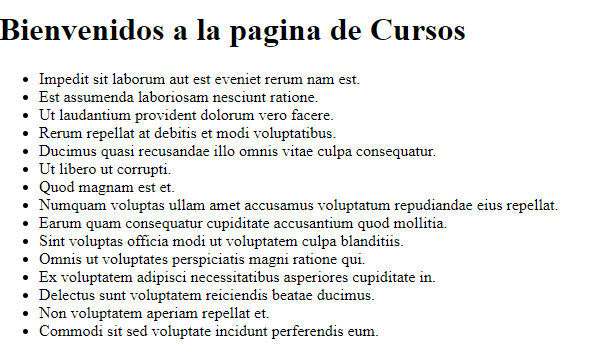 Bienvenidos a la pagina de Cursos
Impedit sit laborum aut est eveniet rerum nam est.
Est assumenda laboriosam nesciunt ratione.
Ut laudantium provident dolorum vero facere.
Rerum repellat at debitis et modi voluptatibus.
Ducimus quasi recusandae illo omnis vitae culpa consequatur.
Ut libero ut corrupti.
Quod magnam est et.
Numquam voluptas ullam amet accusamus voluptatum repudiandae eius repellat.
Earum quam consequatur cupiditate accusantium quod mollitia.
Sint voluptas officia modi ut voluptatem culpa blanditiis.
Omnis ut voluptates perspiciatis magni ratione qui.
Ex voluptatem adipisci necessitatibus asperiores cupiditate in.
Delectus sunt voluptatem reiciendis beatae ducimus.
Non voluptatem aperiam repellat et.
Commodi sit sed voluptate incidunt perferendis eum.